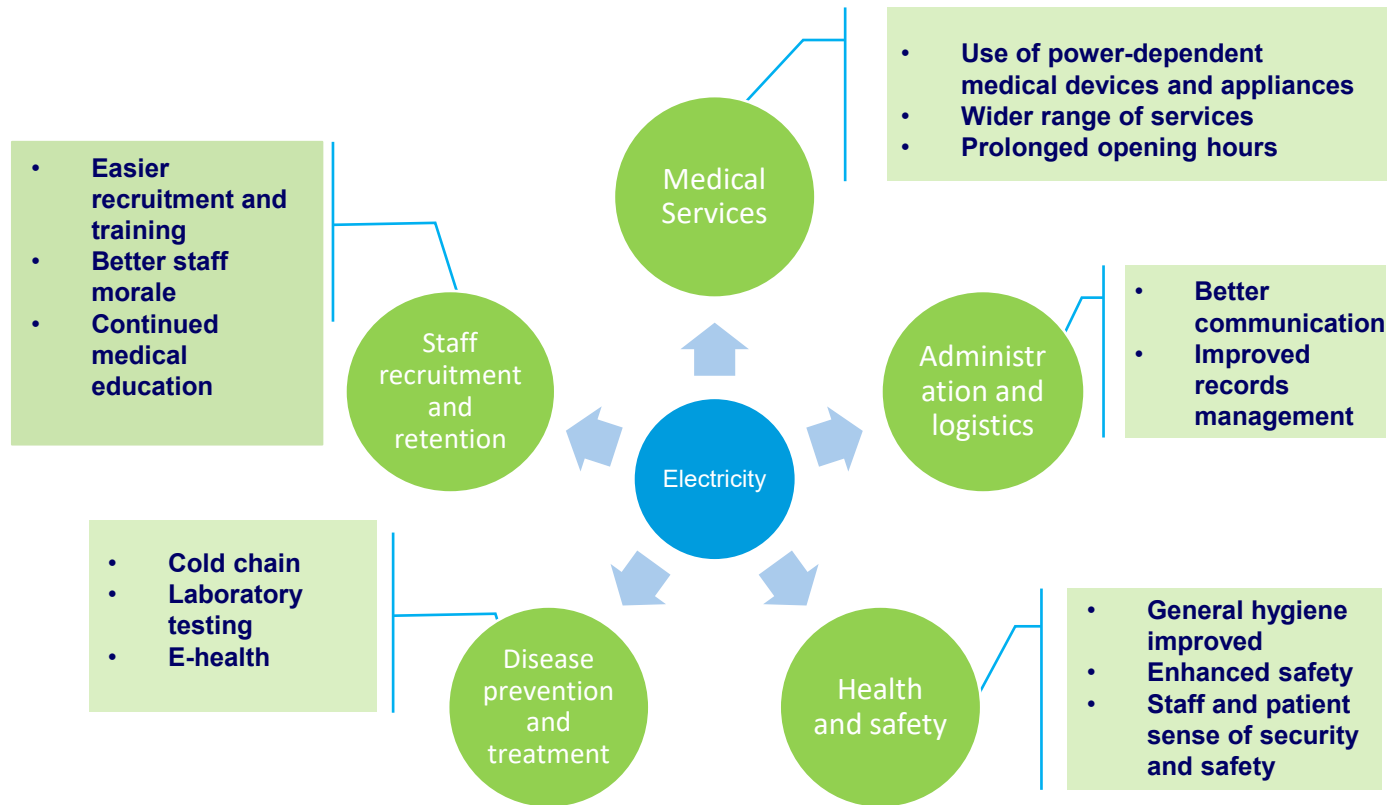 • Use of power-dependent
medical devices and appliances
• Wider range of services
• Prolonged opening hours
Medical
Services
• Easier
recruitment and
training
• Better staff
morale
• Continued
medical
education
Staff
recruitment
and
retention
• Better
communication
• Improved
records
management
Administr
ation and
logistics
Electricity
• Cold chain
• Laboratory
testing
• E-health
Disease
prevention
and
treatment
Health
and safety
• General hygiene
improved
• Enhanced safety
• Staff and patient
sense of security
and safety